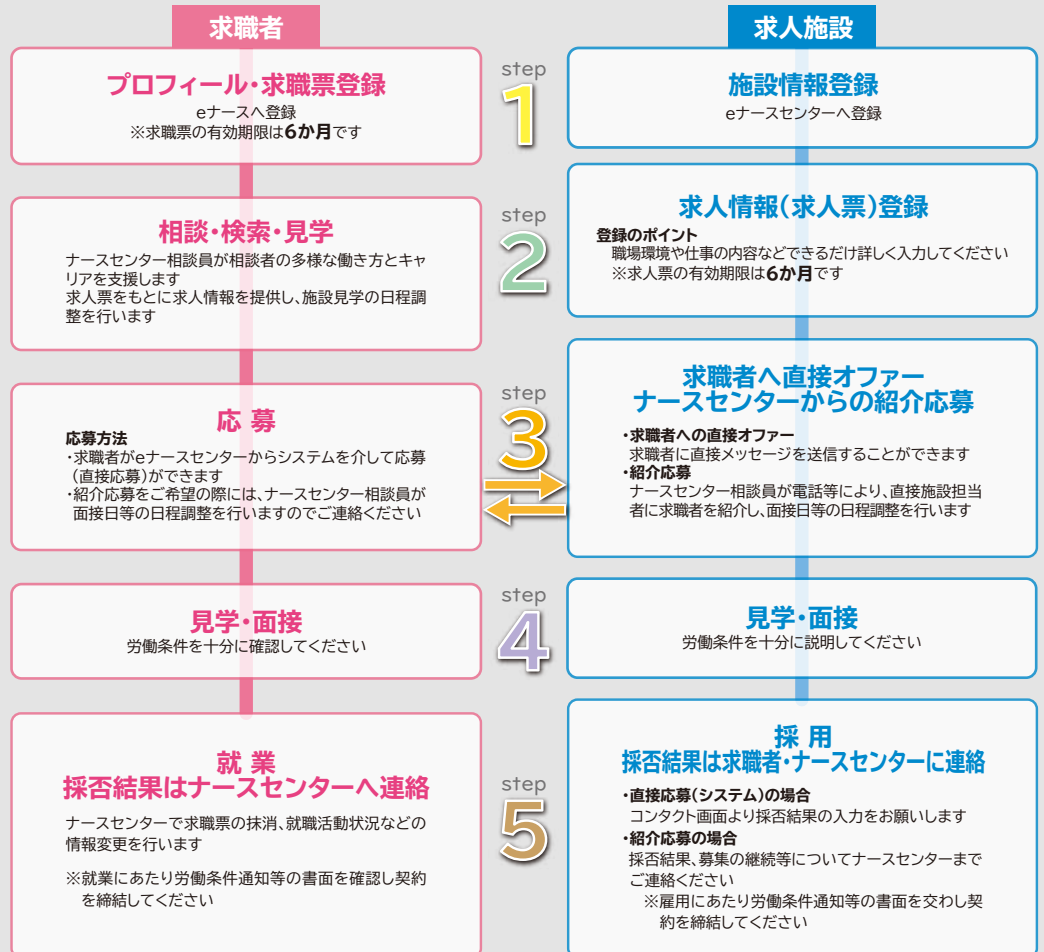 求職者
求人施設
step
1
プロフィール・求職票登録
eナースへ登録
※求職票の有効期限は6か月です
施設情報登録
eナースセンターへ登録
step
2
相談・検索・見学
ナースセンター相談員が相談者の多様な働き方とキャ
リアを支援します
求人票をもとに求人情報を提供し、施設見学の日程調
整を行います
求人情報(求人票)登録
登録のポイント
職場環境や仕事の内容などできるだけ詳しく入力してください
※求人票の有効期限は6か月です
step
3
応 募
応募方法
・求職者がeナースセンターからシステムを介して応募
(直接応募)ができます
・紹介応募をご希望の際には、ナースセンター相談員が
面接日等の日程調整を行いますのでご連絡ください
求職者へ直接オファー
ナースセンターからの紹介応募
・求職者への直接オファー
求職者に直接メッセージを送信することができます
・紹介応募
ナースセンター相談員が電話等により、直接施設担当
者に求職者を紹介し、面接日等の日程調整を行います
step
4
見学・面接
労働条件を十分に確認してください
見学・面接
労働条件を十分に説明してください
step
5
就 業
採否結果はナースセンターへ連絡
ナースセンターで求職票の抹消、就職活動状況などの
情報変更を行います
※就業にあたり労働条件通知等の書面を確認し契約
を締結してください
採 用
採否結果は求職者・ナースセンターに連絡
・直接応募(システム)の場合
コンタクト画面より採否結果の入力をお願いします
・紹介応募の場合
採否結果、募集の継続等についてナースセンターまで
ご連絡ください
※雇用にあたり労働条件通知等の書面を交わし契
約を締結してください